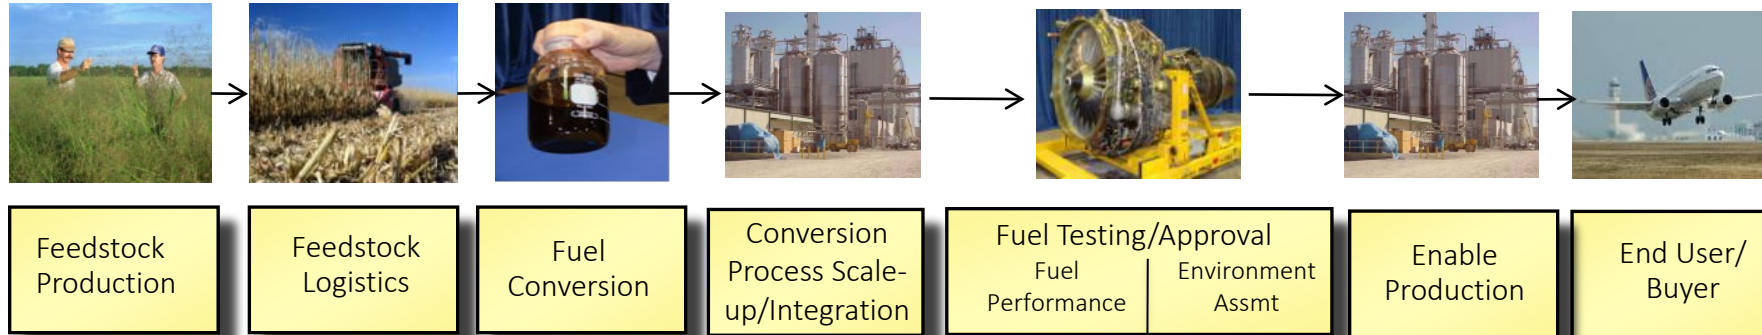 Feedstock
Production
Feedstock
Logistics
Fuel
Conversion
Conversion
Process Scale-
up/Integration
Fuel Testing/Approval
Fuel
Performance
Environment
Assmt
Enable
Production
End User/
Buyer